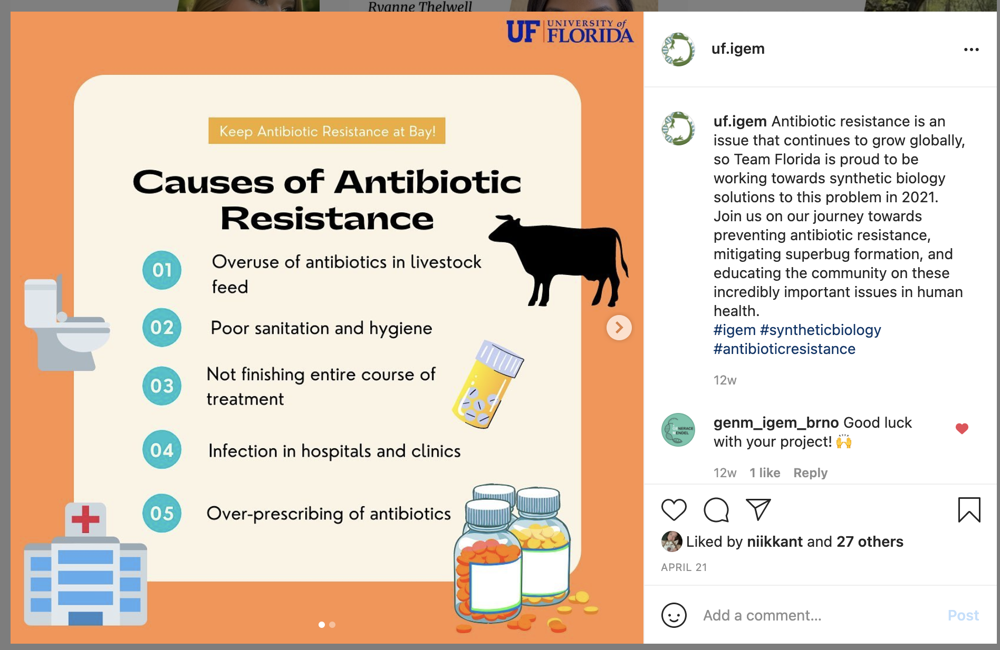 Ryanne Thelwell
UF UNIVERSITY of
FLORIDA
Keep Antibiotic Resistance at Bay!
Causes of Antibiotic
Resistance
01 Overuse of antibiotics in livestock
feed
02 Poor sanitation and hygiene
03 Not finishing entire course of
treatment
04 Infection in hospitals and clinics
05 Over-prescribing of antibiotics
uf.igem
uf.igem Antibiotic resistance is an
issue that continues to grow globally,
so Team Florida is proud to be
working towards synthetic biology
solutions to this problem in 2021.
Join us on our journey towards
preventing antibiotic resistance,
mitigating superbug formation, and
educating the community on these
incredibly important issues in human
health.
#igem #syntheticbiology
#antibioticresistance
12w
GENERACE
MENDEL
genm_igem_brno Good luck
with your project! 🙌
12w 1 like Reply
Liked by niikkant and 27 others
APRIL 21
Add a comment... Post